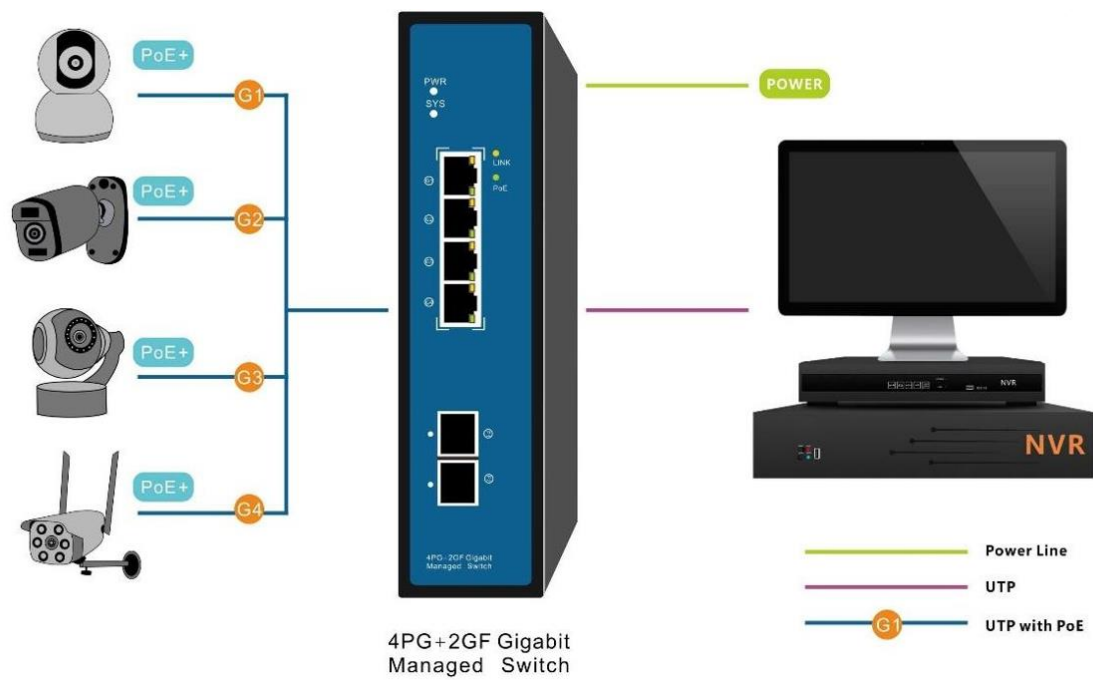 PoE+
G1
PoE+
G2
PoE+
G3
PoE+
G4
PWR
SYS
LINK
PoE
4PG+2GF Gigabit
Managed Switch
4PG+2GF Gigabit
Managed Switch
POWER
NVR
NVR
Power Line
UTP
G1
UTP with PoE